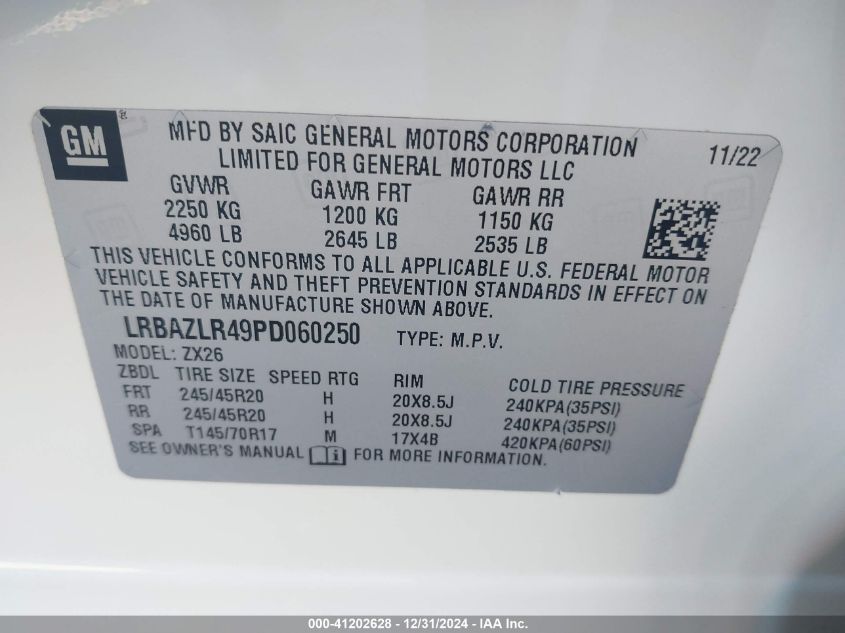 GM
®
MFD BY SAIC GENERAL MOTORS CORPORATION 11/22
LIMITED FOR GENERAL MOTORS LLC
GVWR GAWR FRT GAWR RR
2250 KG 1200 KG 1150 KG
4960 LB 2645 LB 2535 LB
THIS VEHICLE CONFORMS TO ALL APPLICABLE U.S. FEDERAL MOTOR
VEHICLE SAFETY AND THEFT PREVENTION STANDARDS IN EFFECT ON
THE DATE OF MANUFACTURE SHOWN ABOVE.
LRBAZLR49PD060250 TYPE: M.P.V.
MODEL: ZX26
ZBDL TIRE SIZE SPEED RTG RIM COLD TIRE PRESSURE
FRT 245/45R20 H 20X8.5J 240KPA(35PSI)
RR 245/45R20 H 20X8.5J 240KPA(35PSI)
SPA T145/70R17 M 17X4B 420KPA(60PSI)
SEE OWNER'S MANUAL FOR MORE INFORMATION.
000-41202628 - 12/31/2024 - IAA Inc.